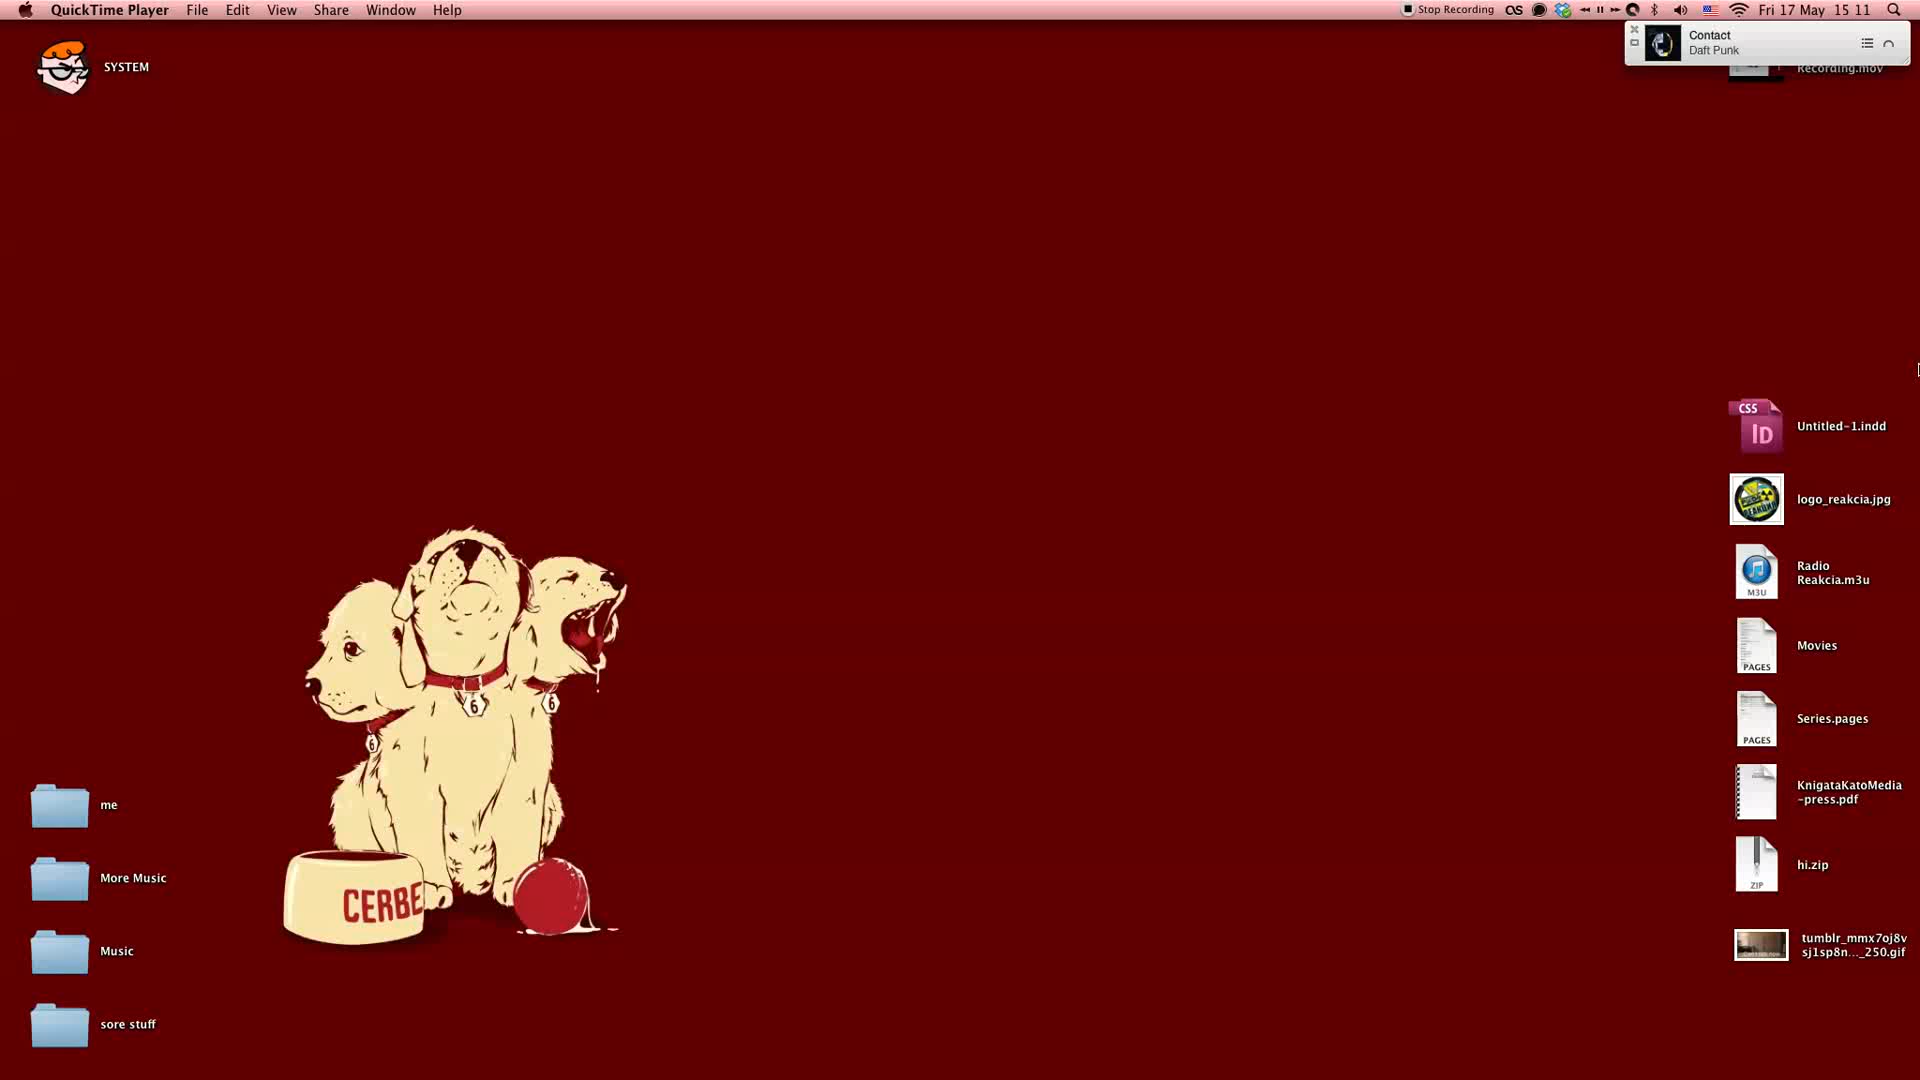 QuickTime Player File Edit View Share Window Help
Stop Recording Fri 17 May 15 11
Contact
Daft Punk
Recording.mov
SYSTEM
CS5
Id
Untitled-1.indd
logo_reakcia.jpg
Radio
Reakcia.m3u
M3U
Movies
PAGES
Series.pages
PAGES
KnigataKatoMedia
-press.pdf
hi.zip
ZIP
tumblr_mmx7oj8v
sj1sp8n..._250.gif
me
More Music
Music
sore stuff
6
6
6
CERBE